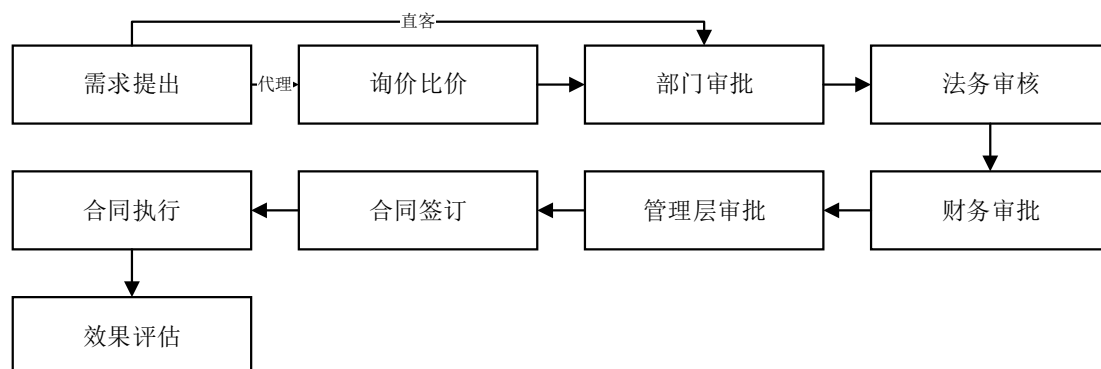 直客
需求提出
代理
询价比价
部门审批
法务审核
合同执行
合同签订
管理层审批
财务审批
效果评估